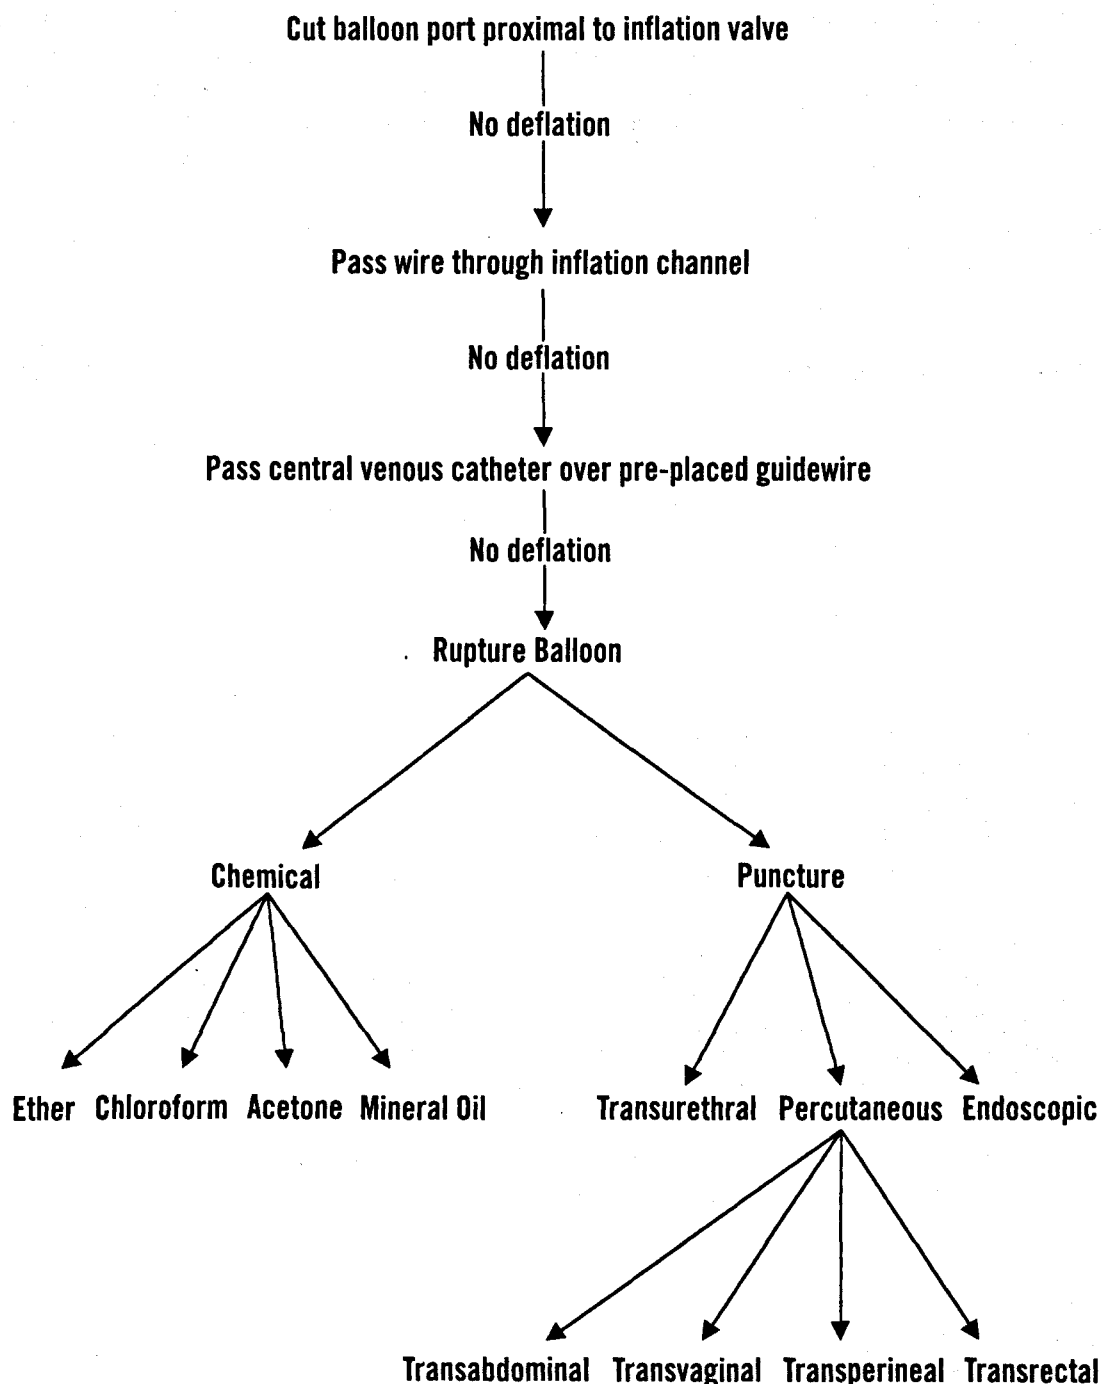 Cut balloon port proximal to inflation valve
No deflation
Pass wire through inflation channel
No deflation
Pass central venous catheter over pre-placed guidewire
No deflation
Rupture Balloon
Chemical Puncture
Ether Chloroform Acetone Mineral Oil Transurethral Percutaneous Endoscopic
Transabdominal Transvaginal Transperineal Transrectal